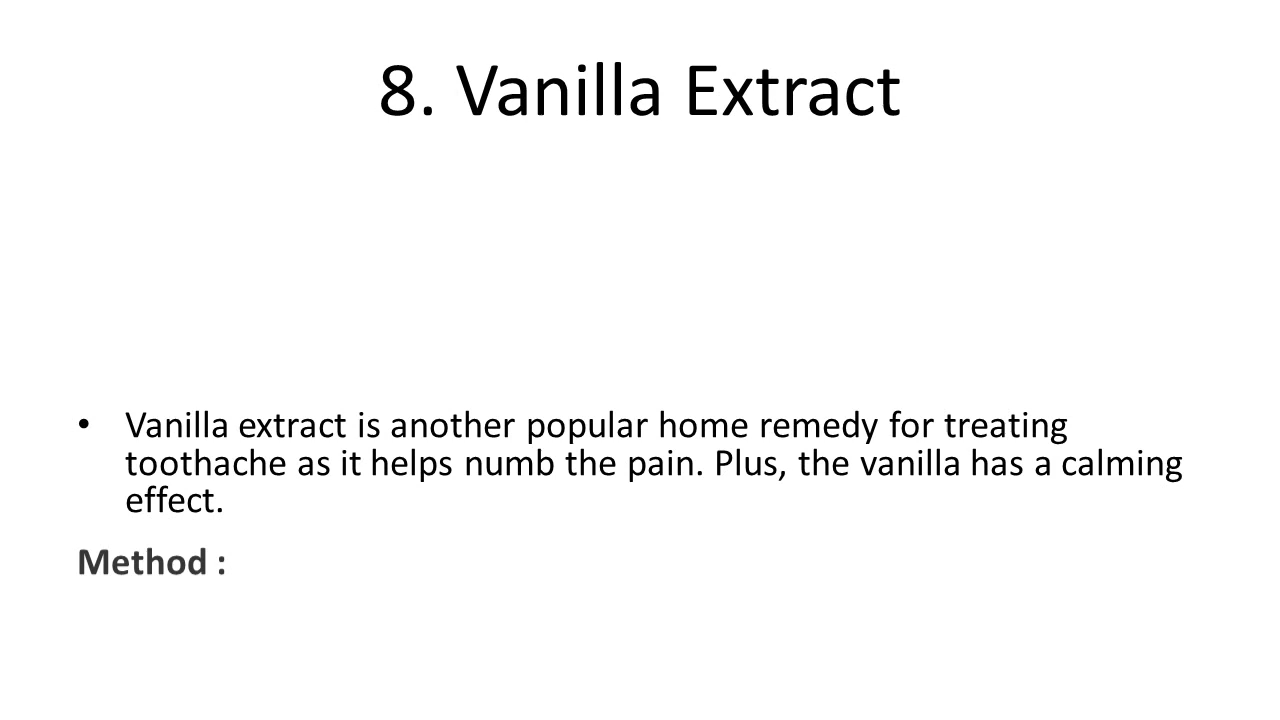 8. Vanilla Extract
• Vanilla extract is another popular home remedy for treating
toothache as it helps numb the pain. Plus, the vanilla has a calming
effect.
Method :